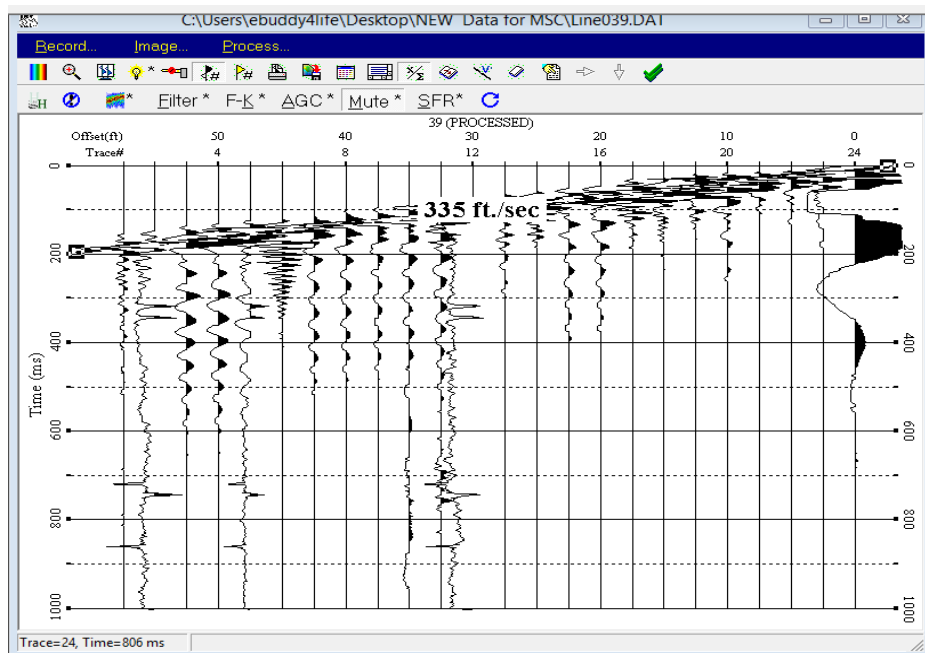 C:\Users\ebuddy4life\Desktop\NEW Data for MSC\Line039.DAT
Record... Image... Process...
H * Filter * F-K * AGC * Mute * SFR *
39 (PROCESSED)
Offset(ft) 50 40 30 20 10 0
Trace# 4 8 12 16 20 24
0 0
335 ft./sec
200 200
400 400
Time (ms)
600 600
800 800
1000 1000
Trace=24, Time=806 ms